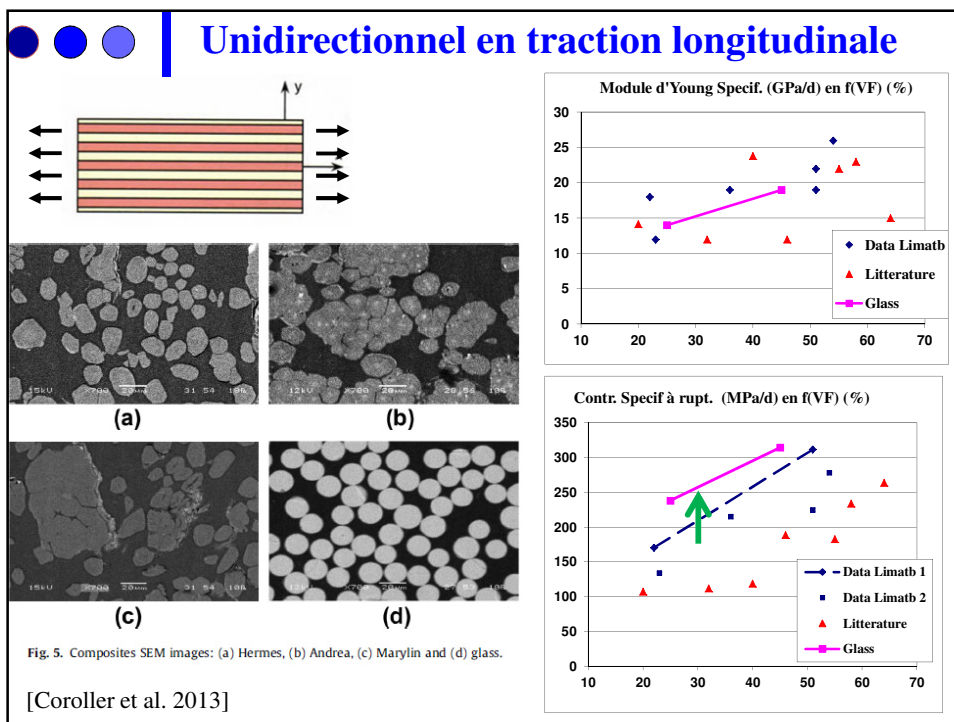 Unidirectionnel en traction longitudinale
y
(a)
(b)
15kV ×700 20µm
(c)
(d)
Fig. 5. Composites SEM images: (a) Hermes, (b) Andrea, (c) Marylin and (d) glass.
[Coroller et al. 2013]
Module d'Young Specif. (GPa/d) en f(VF) (%)
30
25
20
15
10
5
0
10 20 30 40 50 60 70
Data Limatb
Litterature
Glass
Contr. Specif à rupt. (MPa/d) en f(VF) (%)
350
300
250
200
150
100
50
0
10 20 30 40 50 60 70
Data Limatb 1
Data Limatb 2
Litterature
Glass